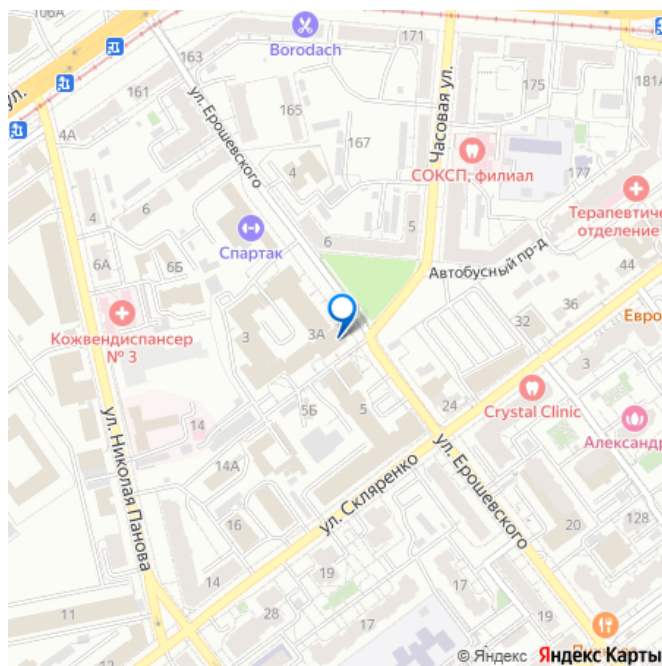 106А
163
Borodach
171
ул.
161
165
175
181А
ул. Ерошевского
Часовая ул.
4А
167
СОКСП, филиал
177
4
4
6
Терапевтиче
отделение
Спартак
6
5
Автобусный пр-д
44
6А
6Б
36
Кожвендиспансер
№ 3
3
3А
32
Евро
3
5Б
5
24
Crystal Clinic
14
Александр
14А
ул. Николая Панова
ул. Скляренко
ул. Ерошевского
16
20
128
14
19
17
11
28
17
19
© Яндекс Яндекс Карты